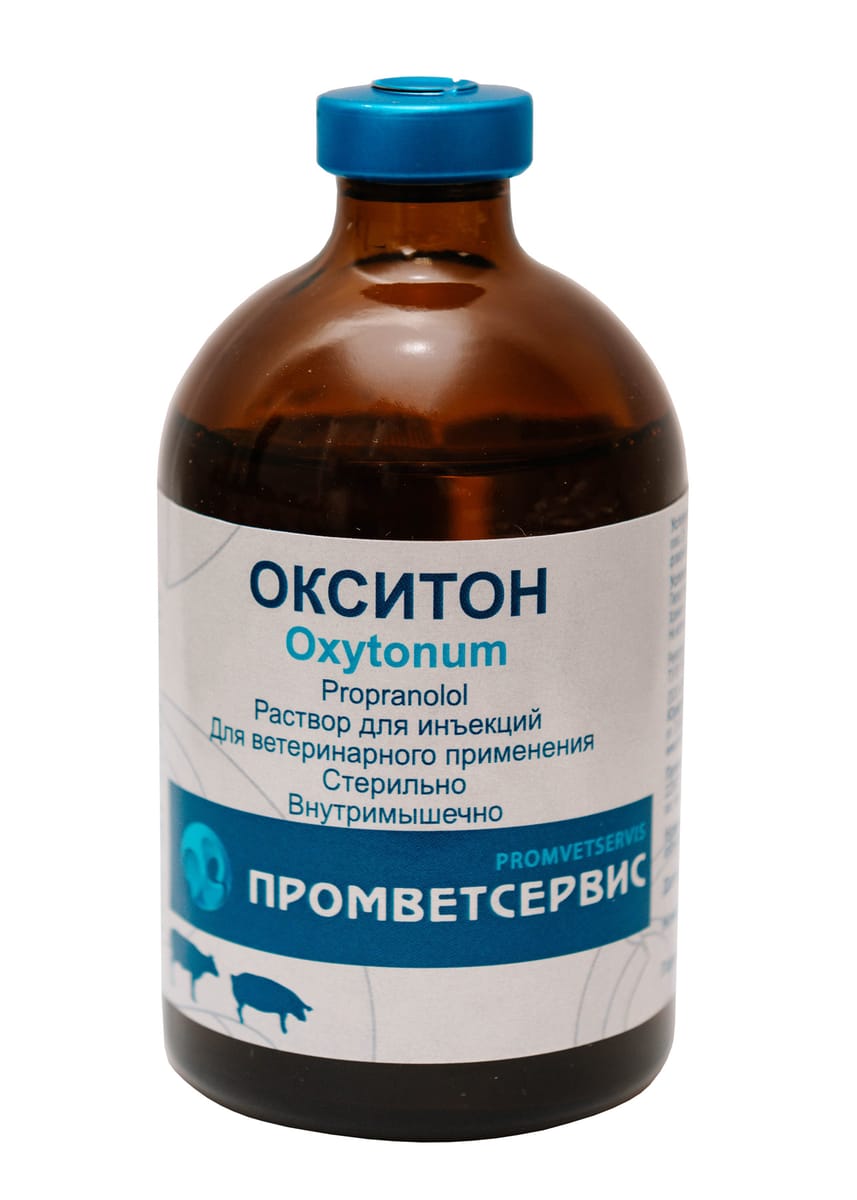 ОКСИТОН
Oxytonum
Propranolol
Раствор для инъекций
Для ветеринарного применения
Стерильно
Внутримышечно
PROMVETSERVIS
ПРОМВЕТСЕРВИС